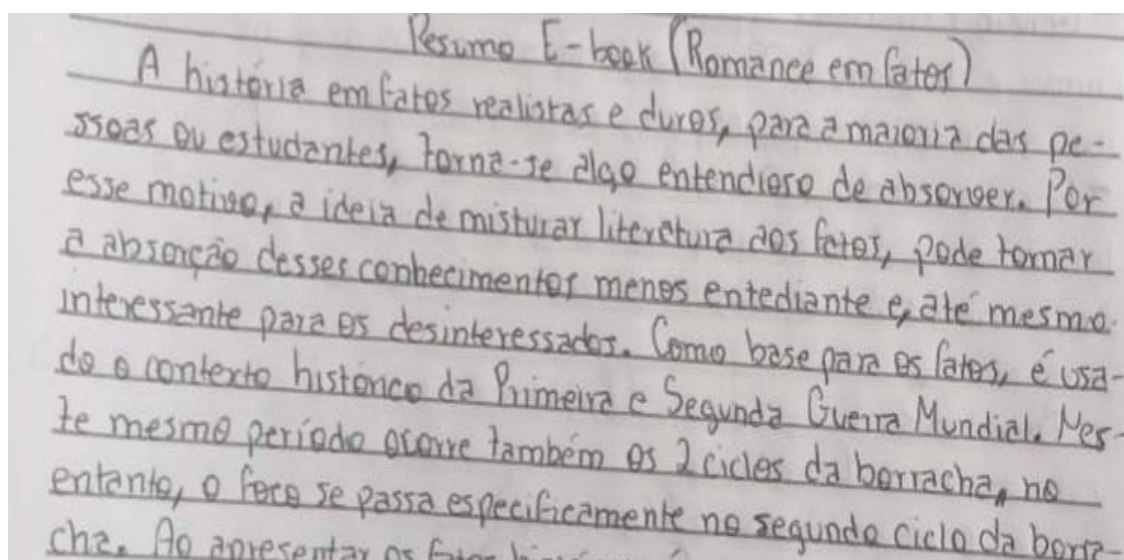 Resumo E-book (Romance em fatos)
A história em fatos realistas e duros, para a maioria das pe-
ssoas ou estudantes, torna-se algo entendioso de absorver. Por
esse motivo, a ideia de misturar literatura aos fatos, pode tornar
a absorção desses conhecimentos menos entediante e, até mesmo
interessante para os desinteressados. Como base para os fatos, é usa-
do o contexto histórico da Primeira e Segunda Guerra Mundial. Nes-
te mesmo período ocorre também os 2 ciclos da borracha, no
entanto, o foco se passa especificamente no segundo ciclo da borra-
cha. Ao apresentar os fatos